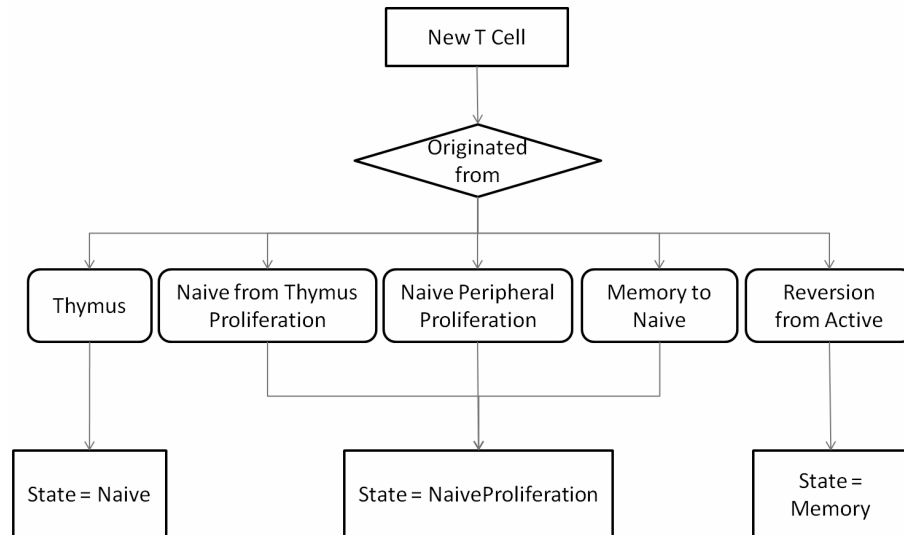 New T Cell
Originated
from
Thymus
Naive from Thymus
Proliferation
Naive Peripheral
Proliferation
Memory to
Naive
Reversion
from Active
State = Naive
State = NaiveProliferation
State =
Memory